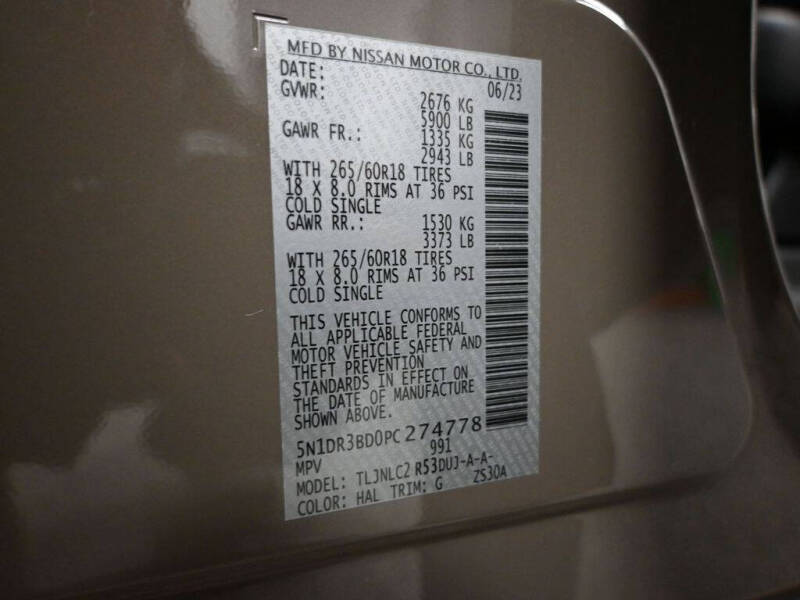 MFD BY NISSAN MOTOR CO., LTD.
DATE: 06/23
GVWR: 2676 KG
5900 LB
GAWR FR.: 1335 KG
2943 LB
WITH 265/60R18 TIRES
18 X 8.0 RIMS AT 36 PSI
COLD SINGLE
GAWR RR.: 1530 KG
3373 LB
WITH 265/60R18 TIRES
18 X 8.0 RIMS AT 36 PSI
COLD SINGLE
THIS VEHICLE CONFORMS TO
ALL APPLICABLE FEDERAL
MOTOR VEHICLE SAFETY AND
THEFT PREVENTION
STANDARDS IN EFFECT ON
THE DATE OF MANUFACTURE
SHOWN ABOVE.
5N1DR3BD0PC274778
MPV 991
MODEL: TLJNLC2 R53DUJ-A-A-
COLOR: HAL TRIM: G ZS30A